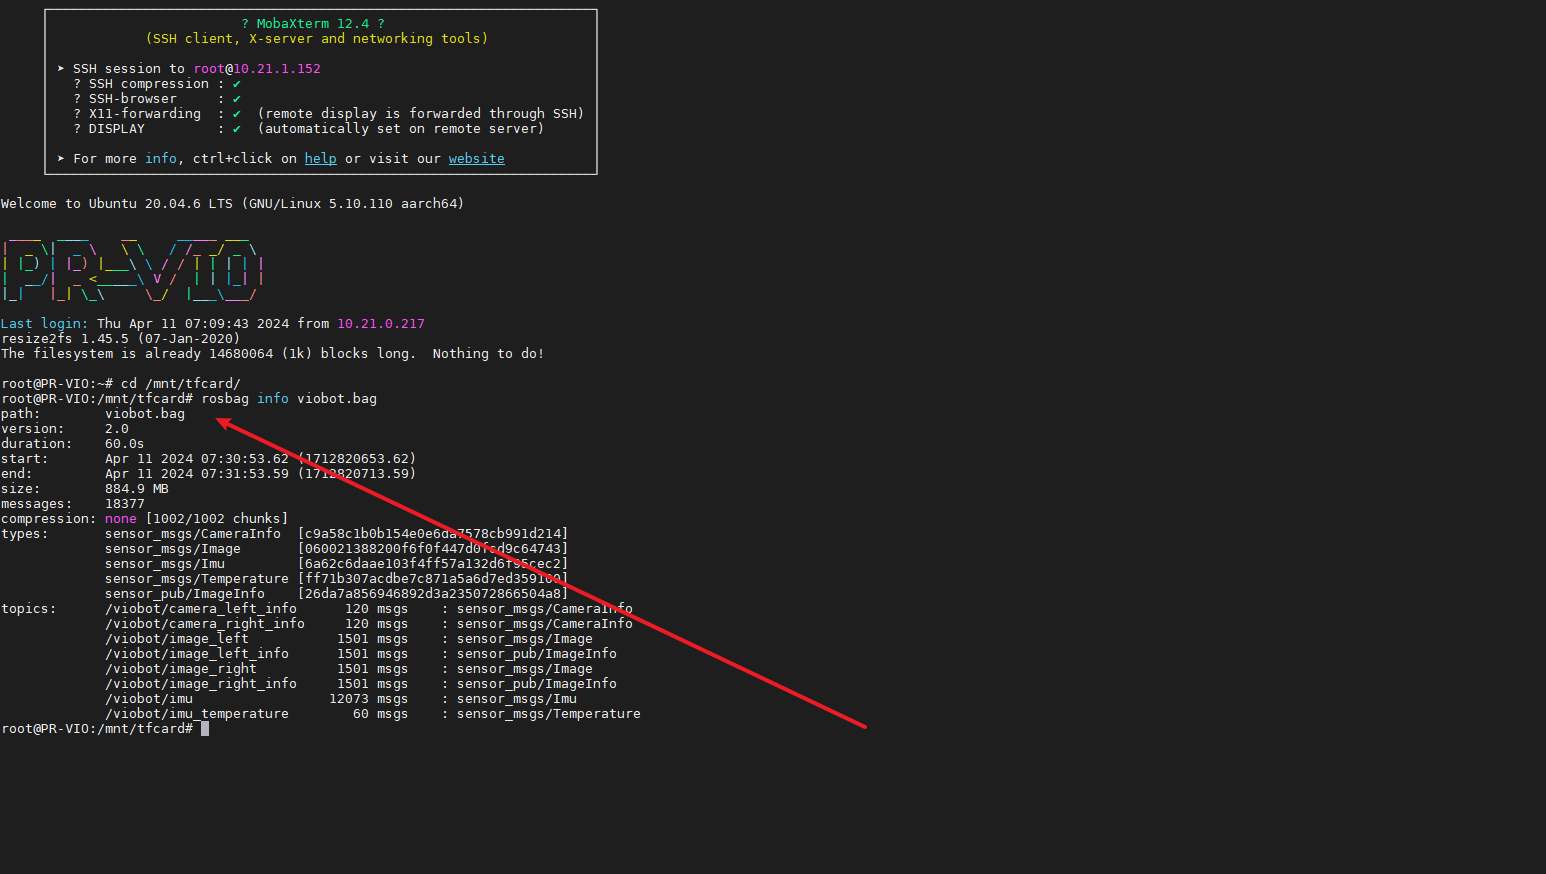 ? MobaXterm 12.4 ?
(SSH client, X-server and networking tools)
➤ SSH session to root@10.21.1.152
? SSH compression : ✔
? SSH-browser     : ✔
? X11-forwarding  : ✔  (remote display is forwarded through SSH)
? DISPLAY         : ✔  (automatically set on remote server)
➤ For more info, ctrl+click on help or visit our website
Welcome to Ubuntu 20.04.6 LTS (GNU/Linux 5.10.110 aarch64)
PR-VIO
Last login: Thu Apr 11 07:09:43 2024 from 10.21.0.217
resize2fs 1.45.5 (07-Jan-2020)
The filesystem is already 14680064 (1k) blocks long.  Nothing to do!
root@PR-VIO:~# cd /mnt/tfcard/
root@PR-VIO:/mnt/tfcard# rosbag info viobot.bag
path:        viobot.bag
version:     2.0
duration:    60.0s
start:       Apr 11 2024 07:30:53.62 (1712820653.62)
end:         Apr 11 2024 07:31:53.59 (1712820713.59)
size:        884.9 MB
messages:    18377
compression: none [1002/1002 chunks]
types:       sensor_msgs/CameraInfo  [c9a58c1b0b154e0e6da7578cb991d214]
sensor_msgs/Image       [060021388200f6f0f447d0fcd9c64743]
sensor_msgs/Imu         [6a62c6daae103f4ff57a132d6f95cec2]
sensor_msgs/Temperature [ff71b307acdbe7c871a5a6d7ed359100]
sensor_pub/ImageInfo    [26da7a856946892d3a235072866504a8]
topics:      /viobot/camera_left_info      120 msgs    : sensor_msgs/CameraInfo
/viobot/camera_right_info     120 msgs    : sensor_msgs/CameraInfo
/viobot/image_left           1501 msgs    : sensor_msgs/Image
/viobot/image_left_info      1501 msgs    : sensor_pub/ImageInfo
/viobot/image_right          1501 msgs    : sensor_msgs/Image
/viobot/image_right_info     1501 msgs    : sensor_pub/ImageInfo
/viobot/imu                 12073 msgs    : sensor_msgs/Imu
/viobot/imu_temperature        60 msgs    : sensor_msgs/Temperature
root@PR-VIO:/mnt/tfcard#